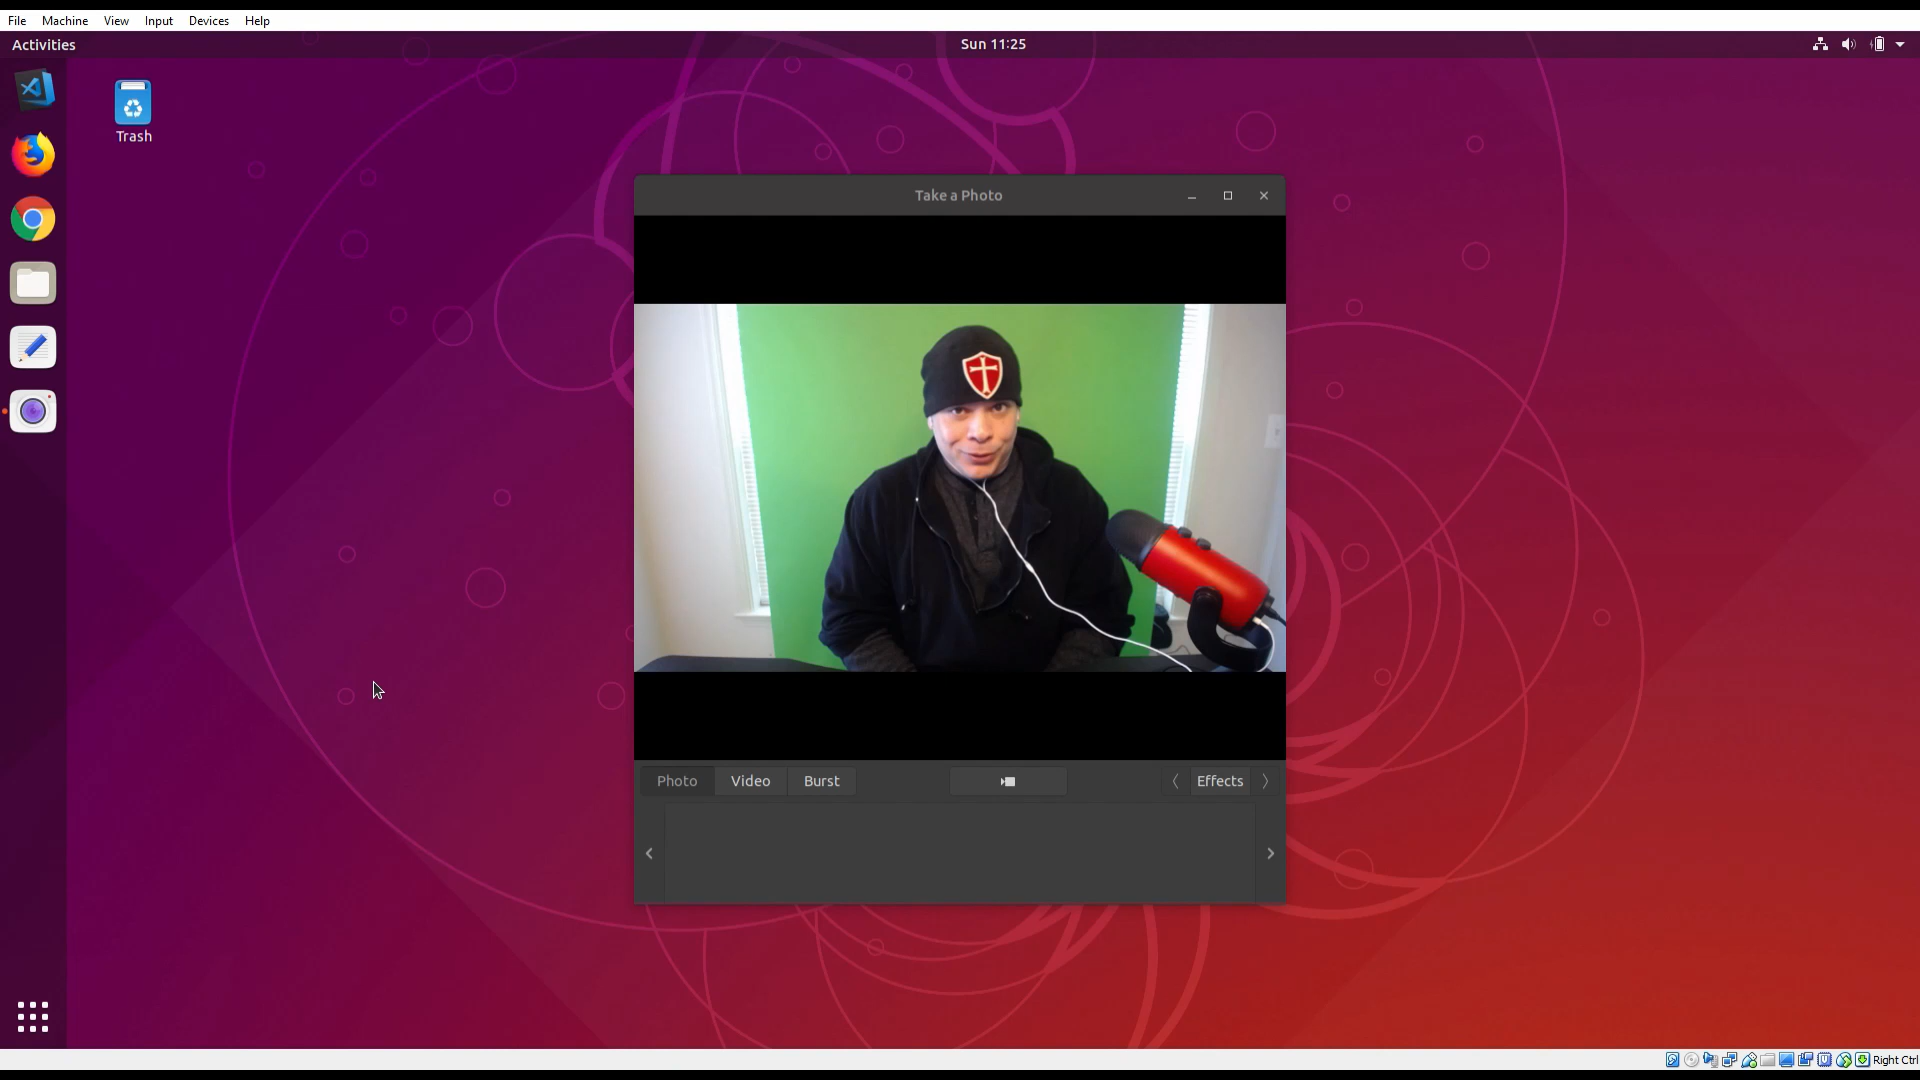 File Machine View Input Devices Help
Activities
Sun 11:25
Trash
Take a Photo
Photo Video Burst
Effects
Right Ctrl